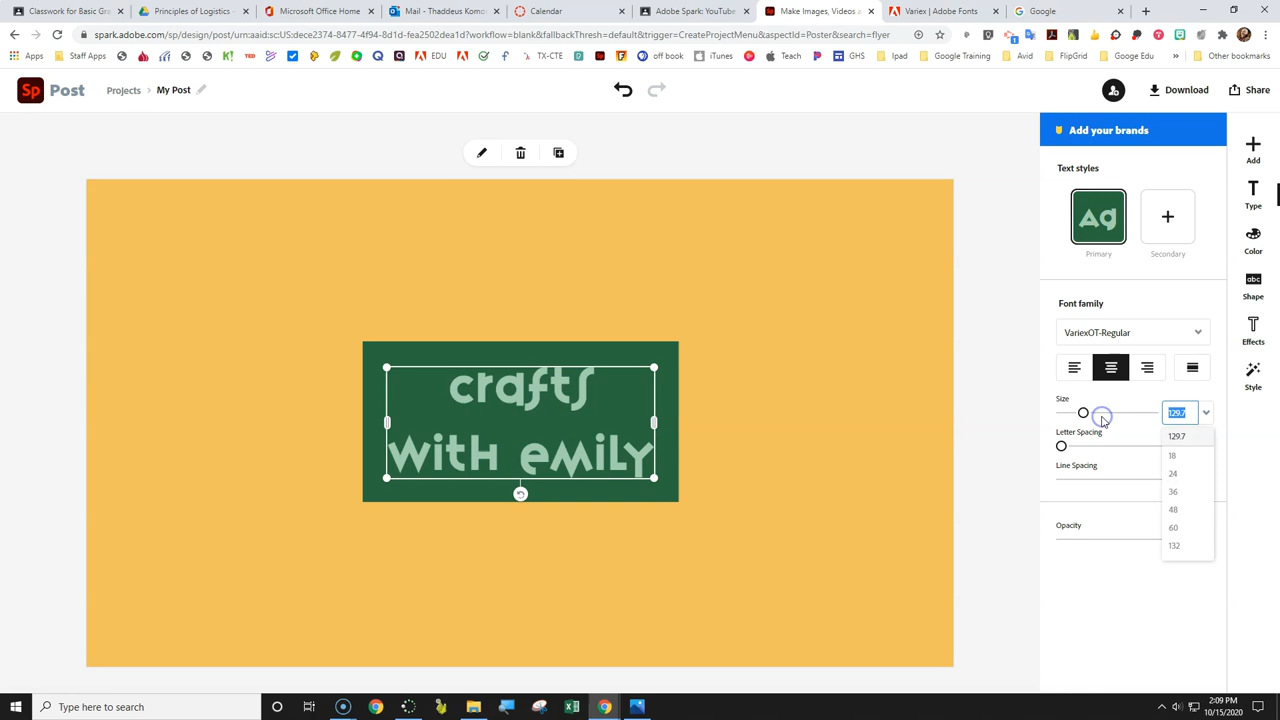 Classwork for Basic Gra
Principles of Logistics -
Microsoft Office Home
Mail - Thaddeus Komor
Calendar
Adobe Spark: YouTube
Make Images, Videos a
Variex | Adobe Fonts
Google
spark.adobe.com/sp/design/post/urn:aaid:sc:US:dece2374-8477-4f94-8d1d-fea2502dea1d?workflow=blank&fallbackThresh=default&trigger=CreateProjectMenu&aspectId=Poster&search=flyer
Apps
Staff Apps
EDU
TX-CTE
off book
iTunes
Teach
GHS
Ipad
Google Training
Avid
FlipGrid
Googe Edu
Other bookmarks
Sp Post
Projects > My Post
Download
Share
Add your brands
Text styles
Ag
Primary
Secondary
Font family
VariexOT-Regular
Size
129.7
Letter Spacing
Line Spacing
129.7
18
24
36
48
60
132
Opacity
Add
Type
Color
abc
Shape
Effects
Style
crafts
with emily
Type here to search
2:09 PM
10/15/2020